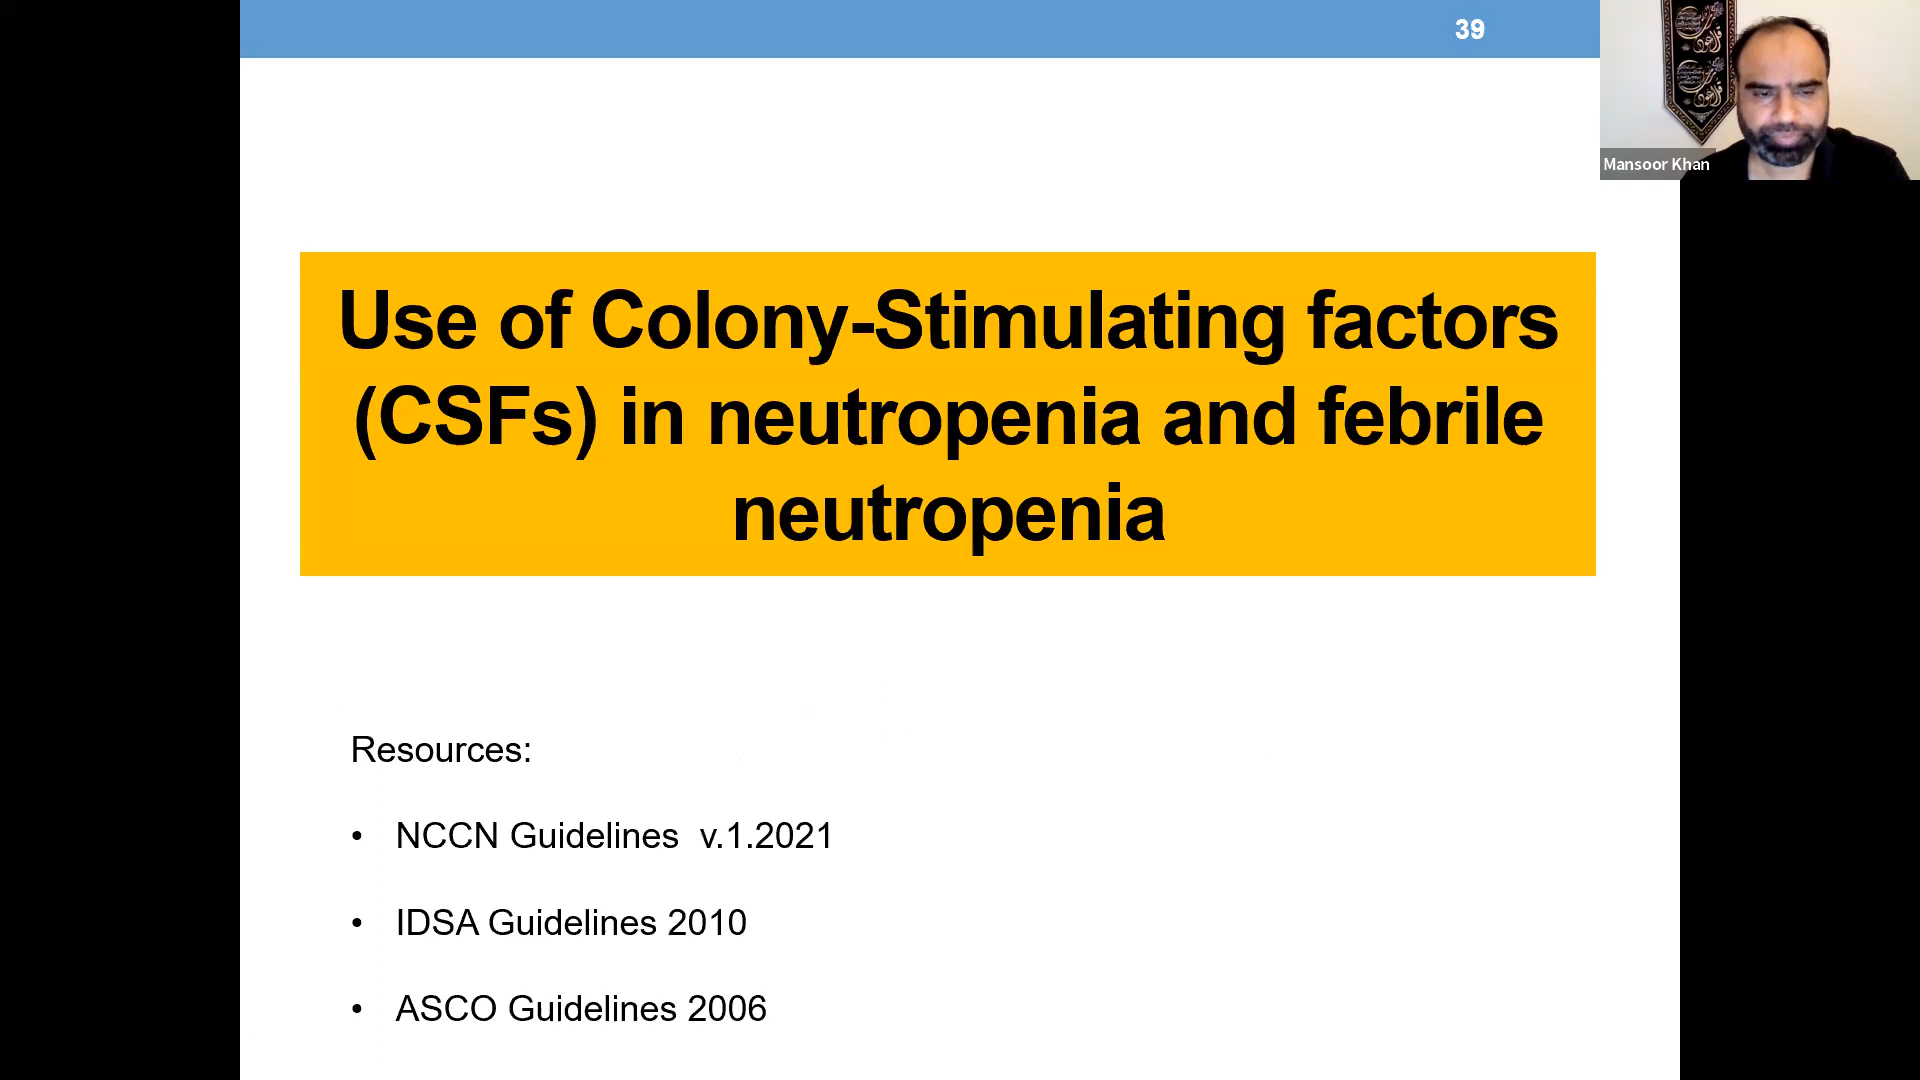 39
Use of Colony-Stimulating factors
(CSFs) in neutropenia and febrile
neutropenia
Mansoor Khan
Resources:
• NCCN Guidelines v.1.2021
• IDSA Guidelines 2010
• ASCO Guidelines 2006